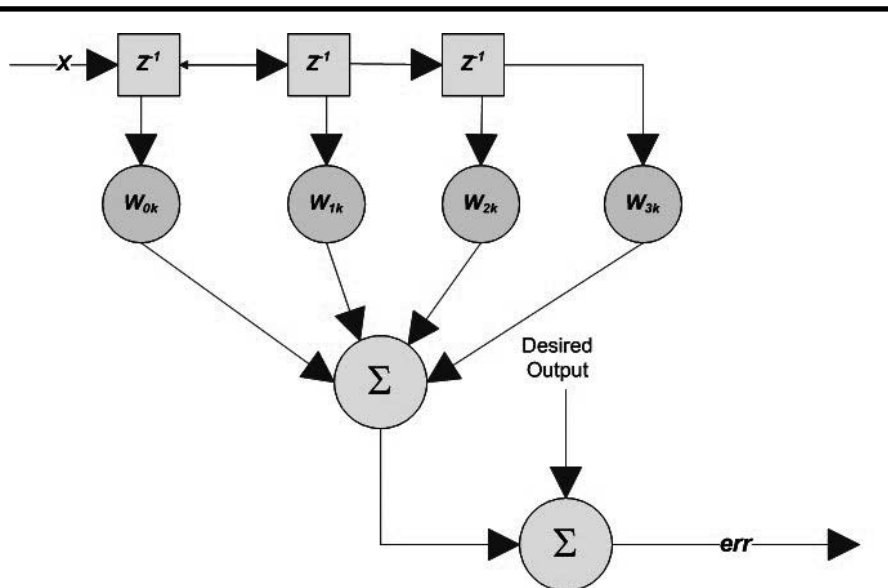 X
Z⁻¹
Z⁻¹
Z⁻¹
W₀ₖ
W₁ₖ
W₂ₖ
W₃ₖ
Σ
Desired
Output
Σ
err